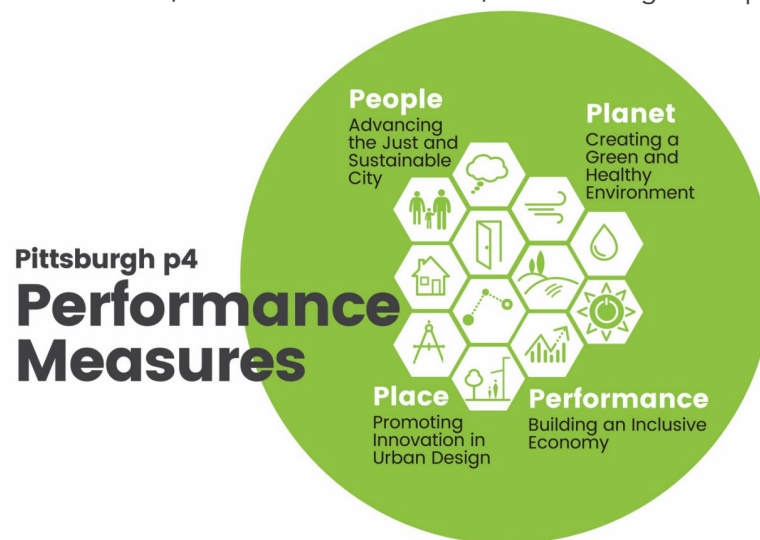 People
Advancing
the Just and
Sustainable
City
Planet
Creating a
Green and
Healthy
Environment
Pittsburgh p4
Performance
Measures
Place
Promoting
Innovation in
Urban Design
Performance
Building an Inclusive
Economy